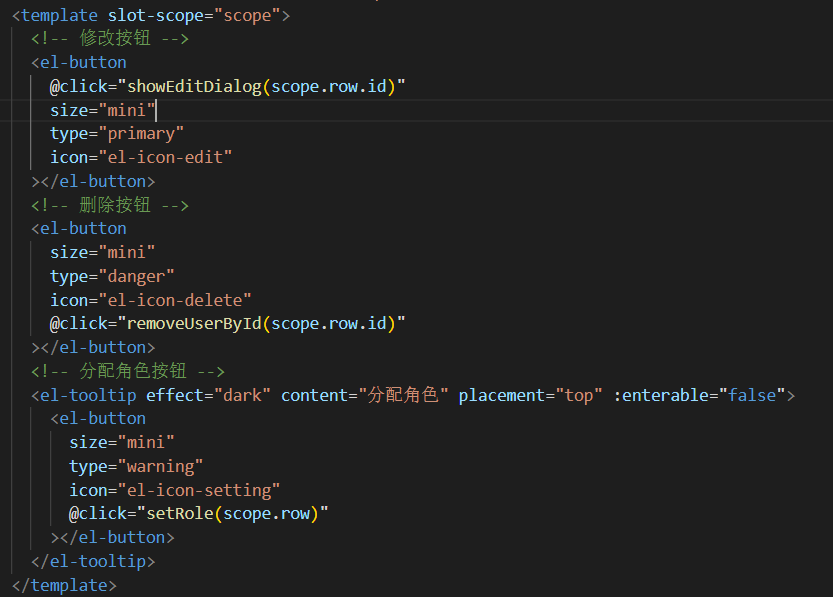 <template slot-scope="scope">
<!-- 修改按钮 -->
<el-button
@click="showEditDialog(scope.row.id)"
size="mini"
type="primary"
icon="el-icon-edit"
></el-button>
<!-- 删除按钮 -->
<el-button
size="mini"
type="danger"
icon="el-icon-delete"
@click="removeUserById(scope.row.id)"
></el-button>
<!-- 分配角色按钮 -->
<el-tooltip effect="dark" content="分配角色" placement="top" :enterable="false">
<el-button
size="mini"
type="warning"
icon="el-icon-setting"
@click="setRole(scope.row)"
></el-button>
</el-tooltip>
</template>